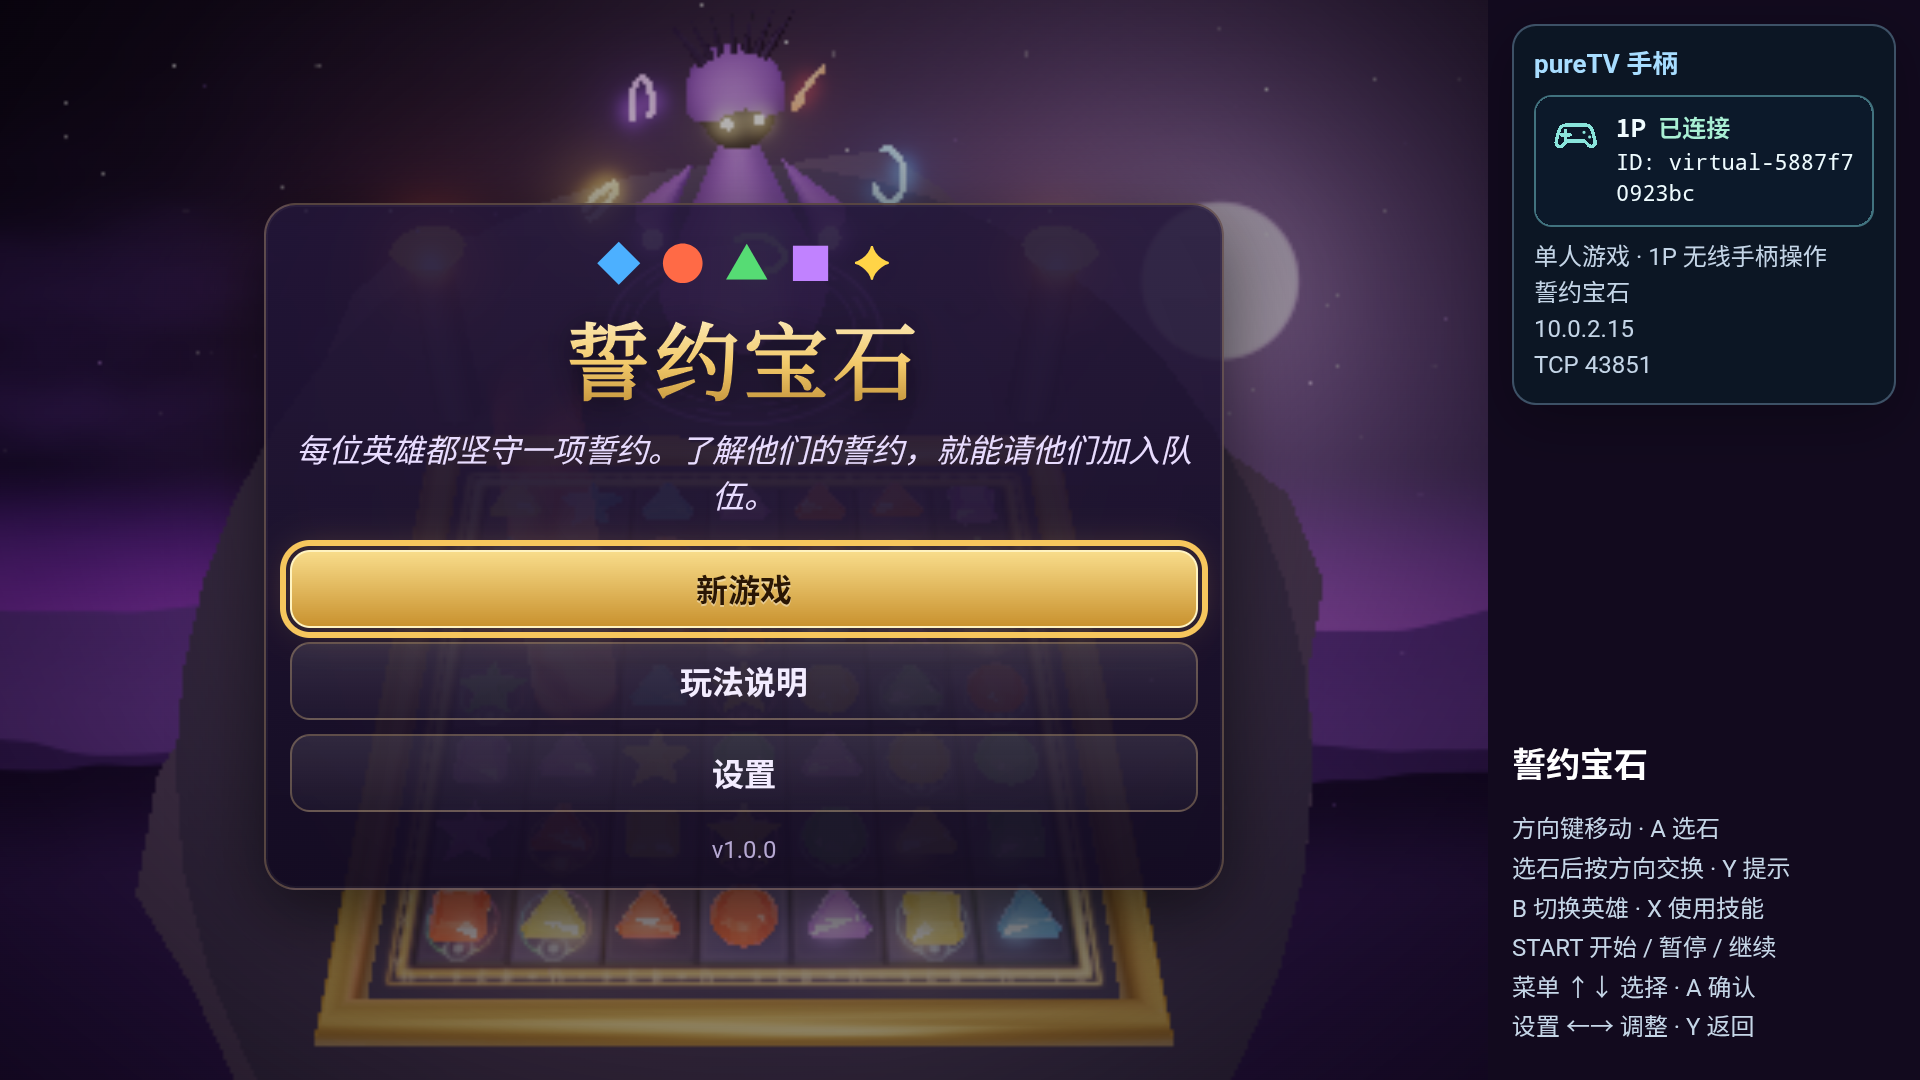 誓约宝石
每位英雄都坚守一项誓约。了解他们的誓约，就能请他们加入队
伍。
新游戏
玩法说明
设置
v1.0.0
pureTV 手柄
1P 已连接
ID: virtual-5887f7
0923bc
单人游戏 · 1P 无线手柄操作
誓约宝石
10.0.2.15
TCP 43851
誓约宝石
方向键移动 · A 选石
选石后按方向交换 · Y 提示
B 切换英雄 · X 使用技能
START 开始 / 暂停 / 继续
菜单 ↑↓ 选择 · A 确认
设置 ←→ 调整 · Y 返回